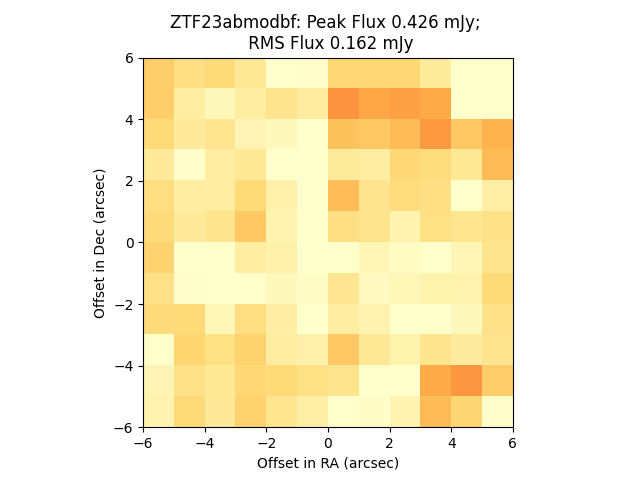 ZTF23abmodbf: Peak Flux 0.426 mJy;
RMS Flux 0.162 mJy
6
4
2
0
−2
−4
−6
Offset in Dec (arcsec)
−6 −4 −2 0 2 4 6
Offset in RA (arcsec)